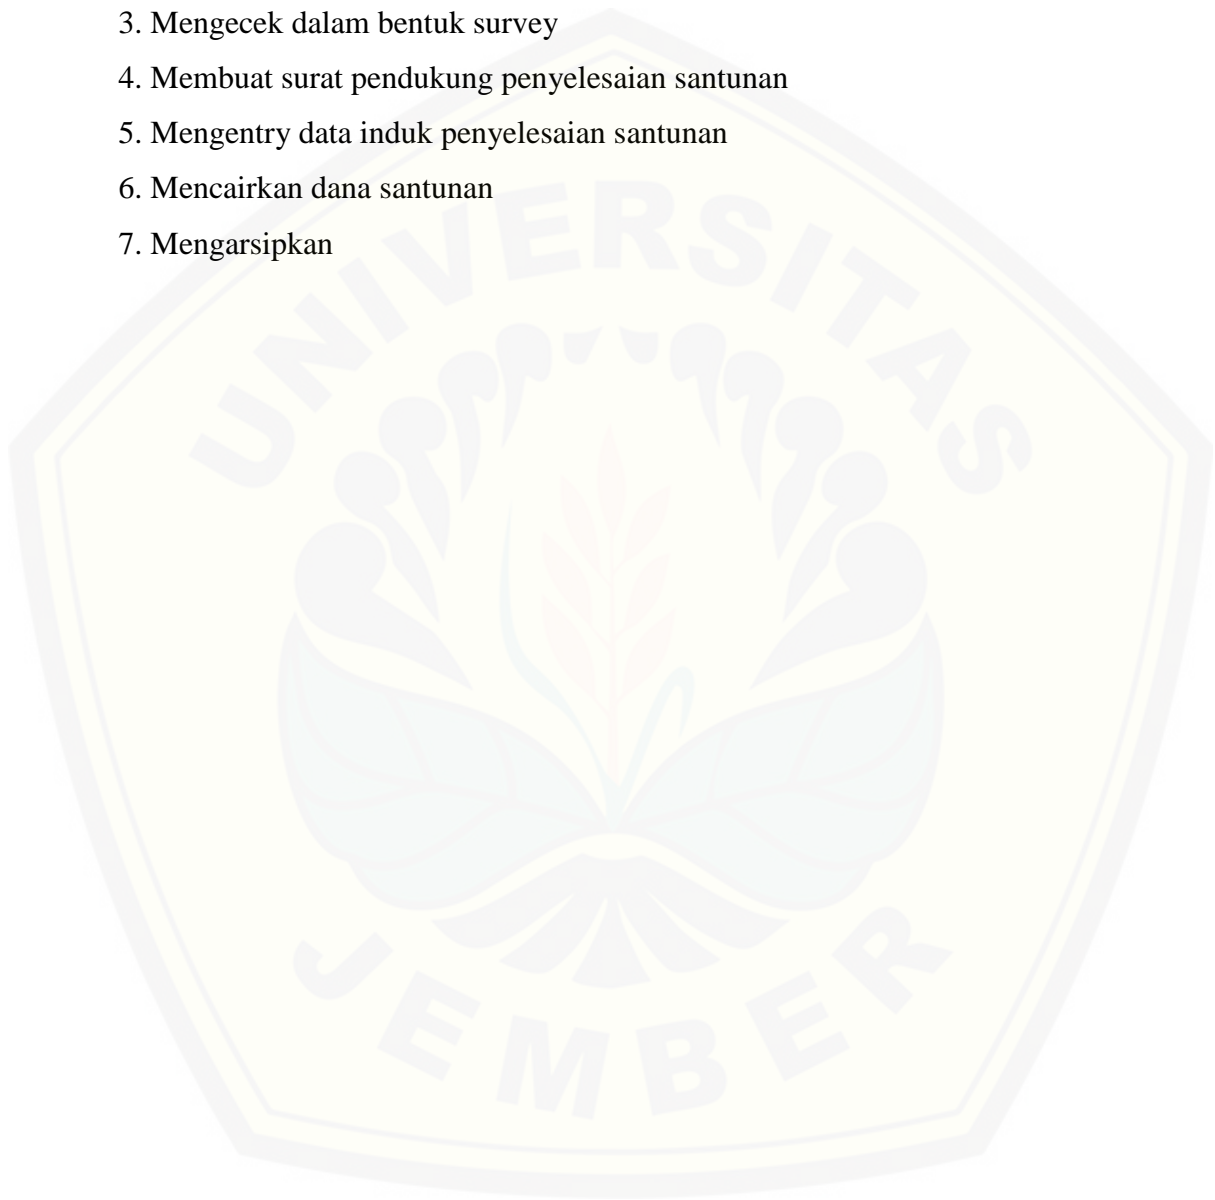 3. Mengecek dalam bentuk survey
4. Membuat surat pendukung penyelesaian santunan
5. Mengentry data induk penyelesaian santunan
6. Mencairkan dana santunan
7. Mengarsipkan
UNIVERSITAS
JEMBER